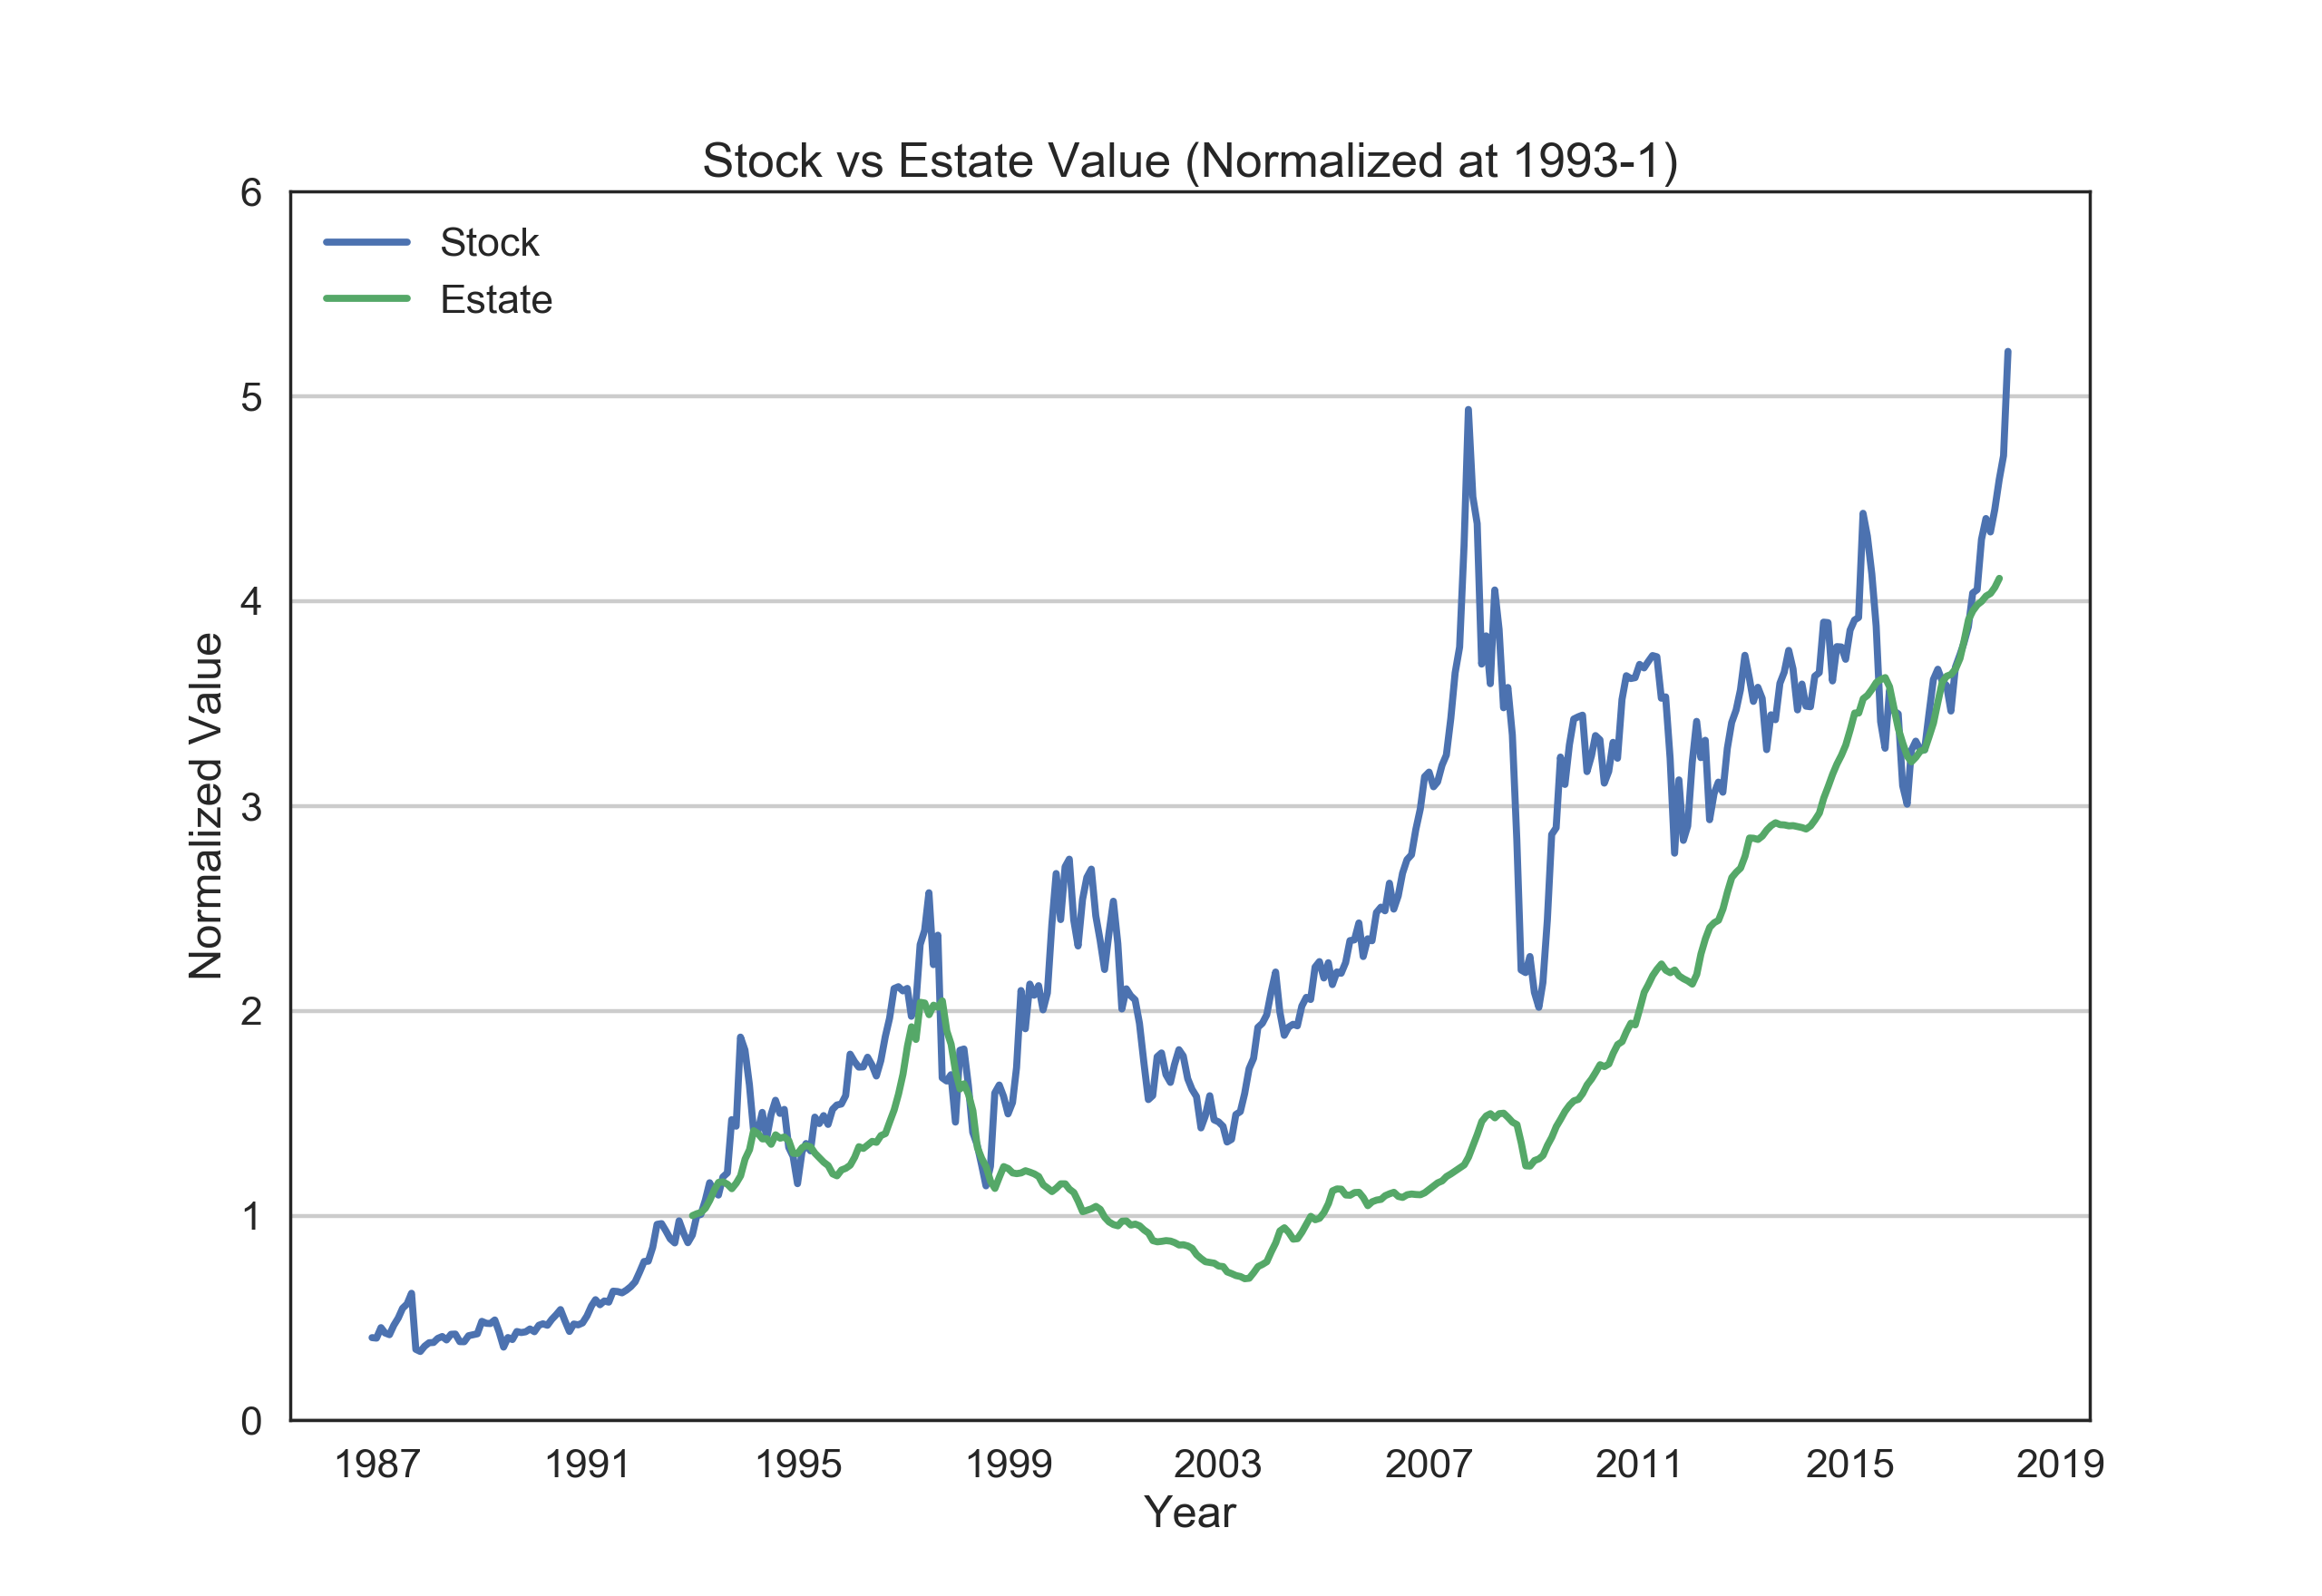 Stock vs Estate Value (Normalized at 1993-1)
6
Stock
Estate
5
4
3
2
1
0
Normalized Value
1987 1991 1995 1999 2003 2007 2011 2015 2019
Year